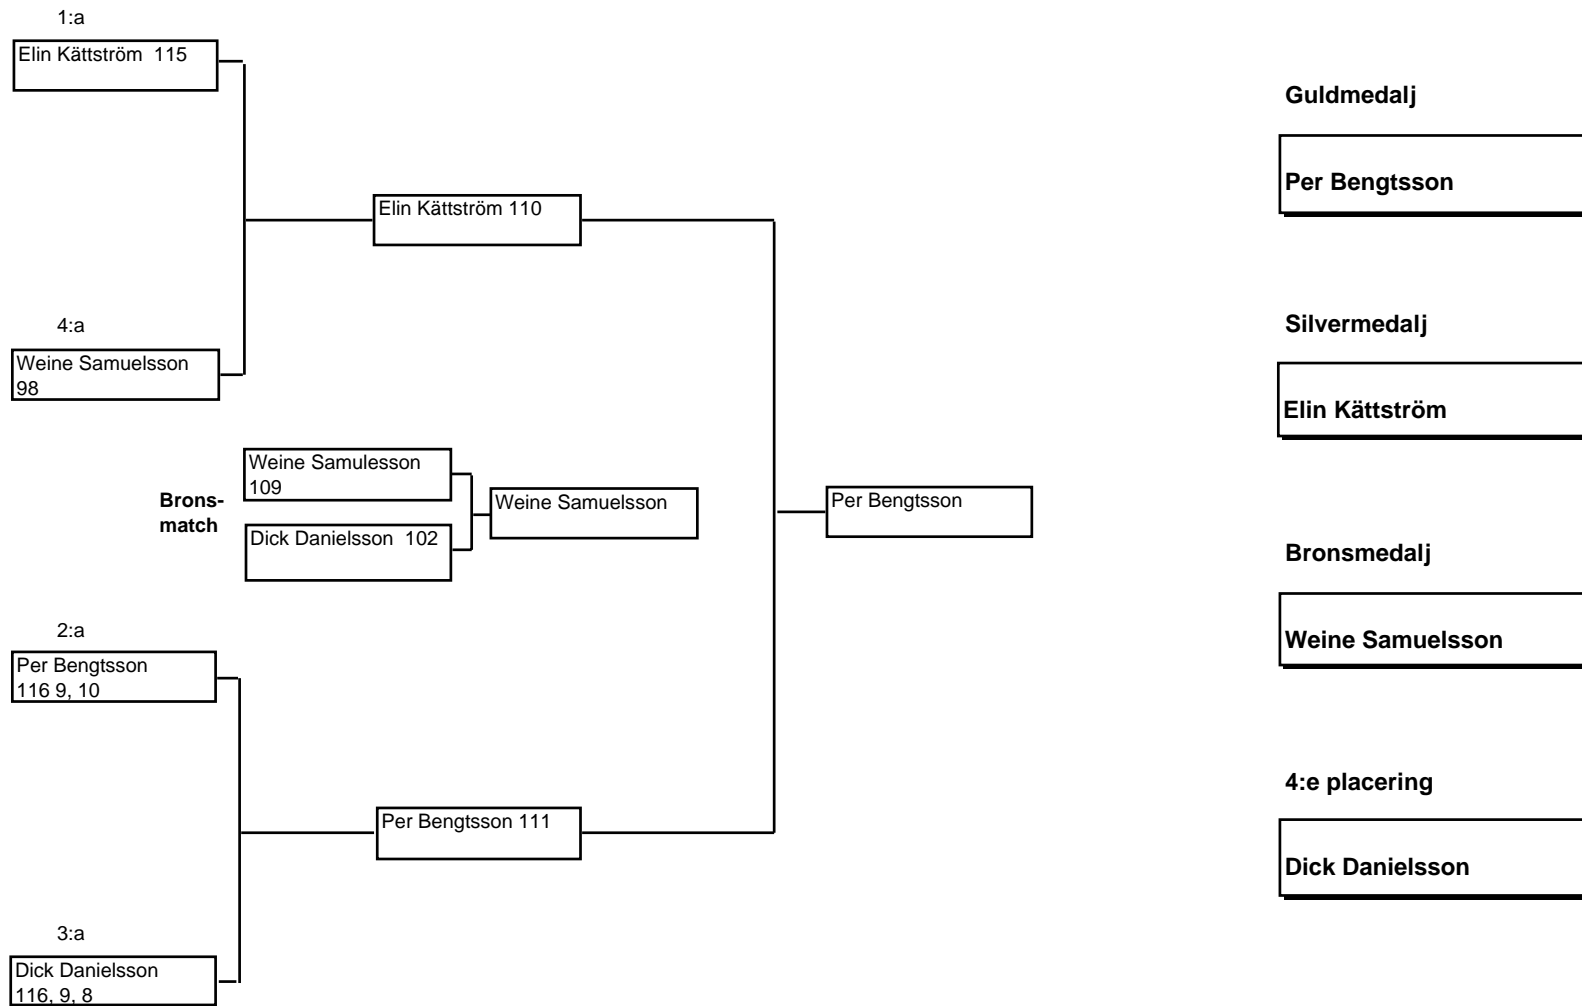 1:a
Elin Kättström  115
4:a
Weine Samuelsson
98
Elin Kättström 110
Brons-
match
Weine Samulesson
109
Dick Danielsson  102
Weine Samuelsson
2:a
Per Bengtsson
116 9, 10
3:a
Dick Danielsson
116, 9, 8
Per Bengtsson 111
Per Bengtsson
Guldmedalj
Per Bengtsson
Silvermedalj
Elin Kättström
Bronsmedalj
Weine Samuelsson
4:e placering
Dick Danielsson